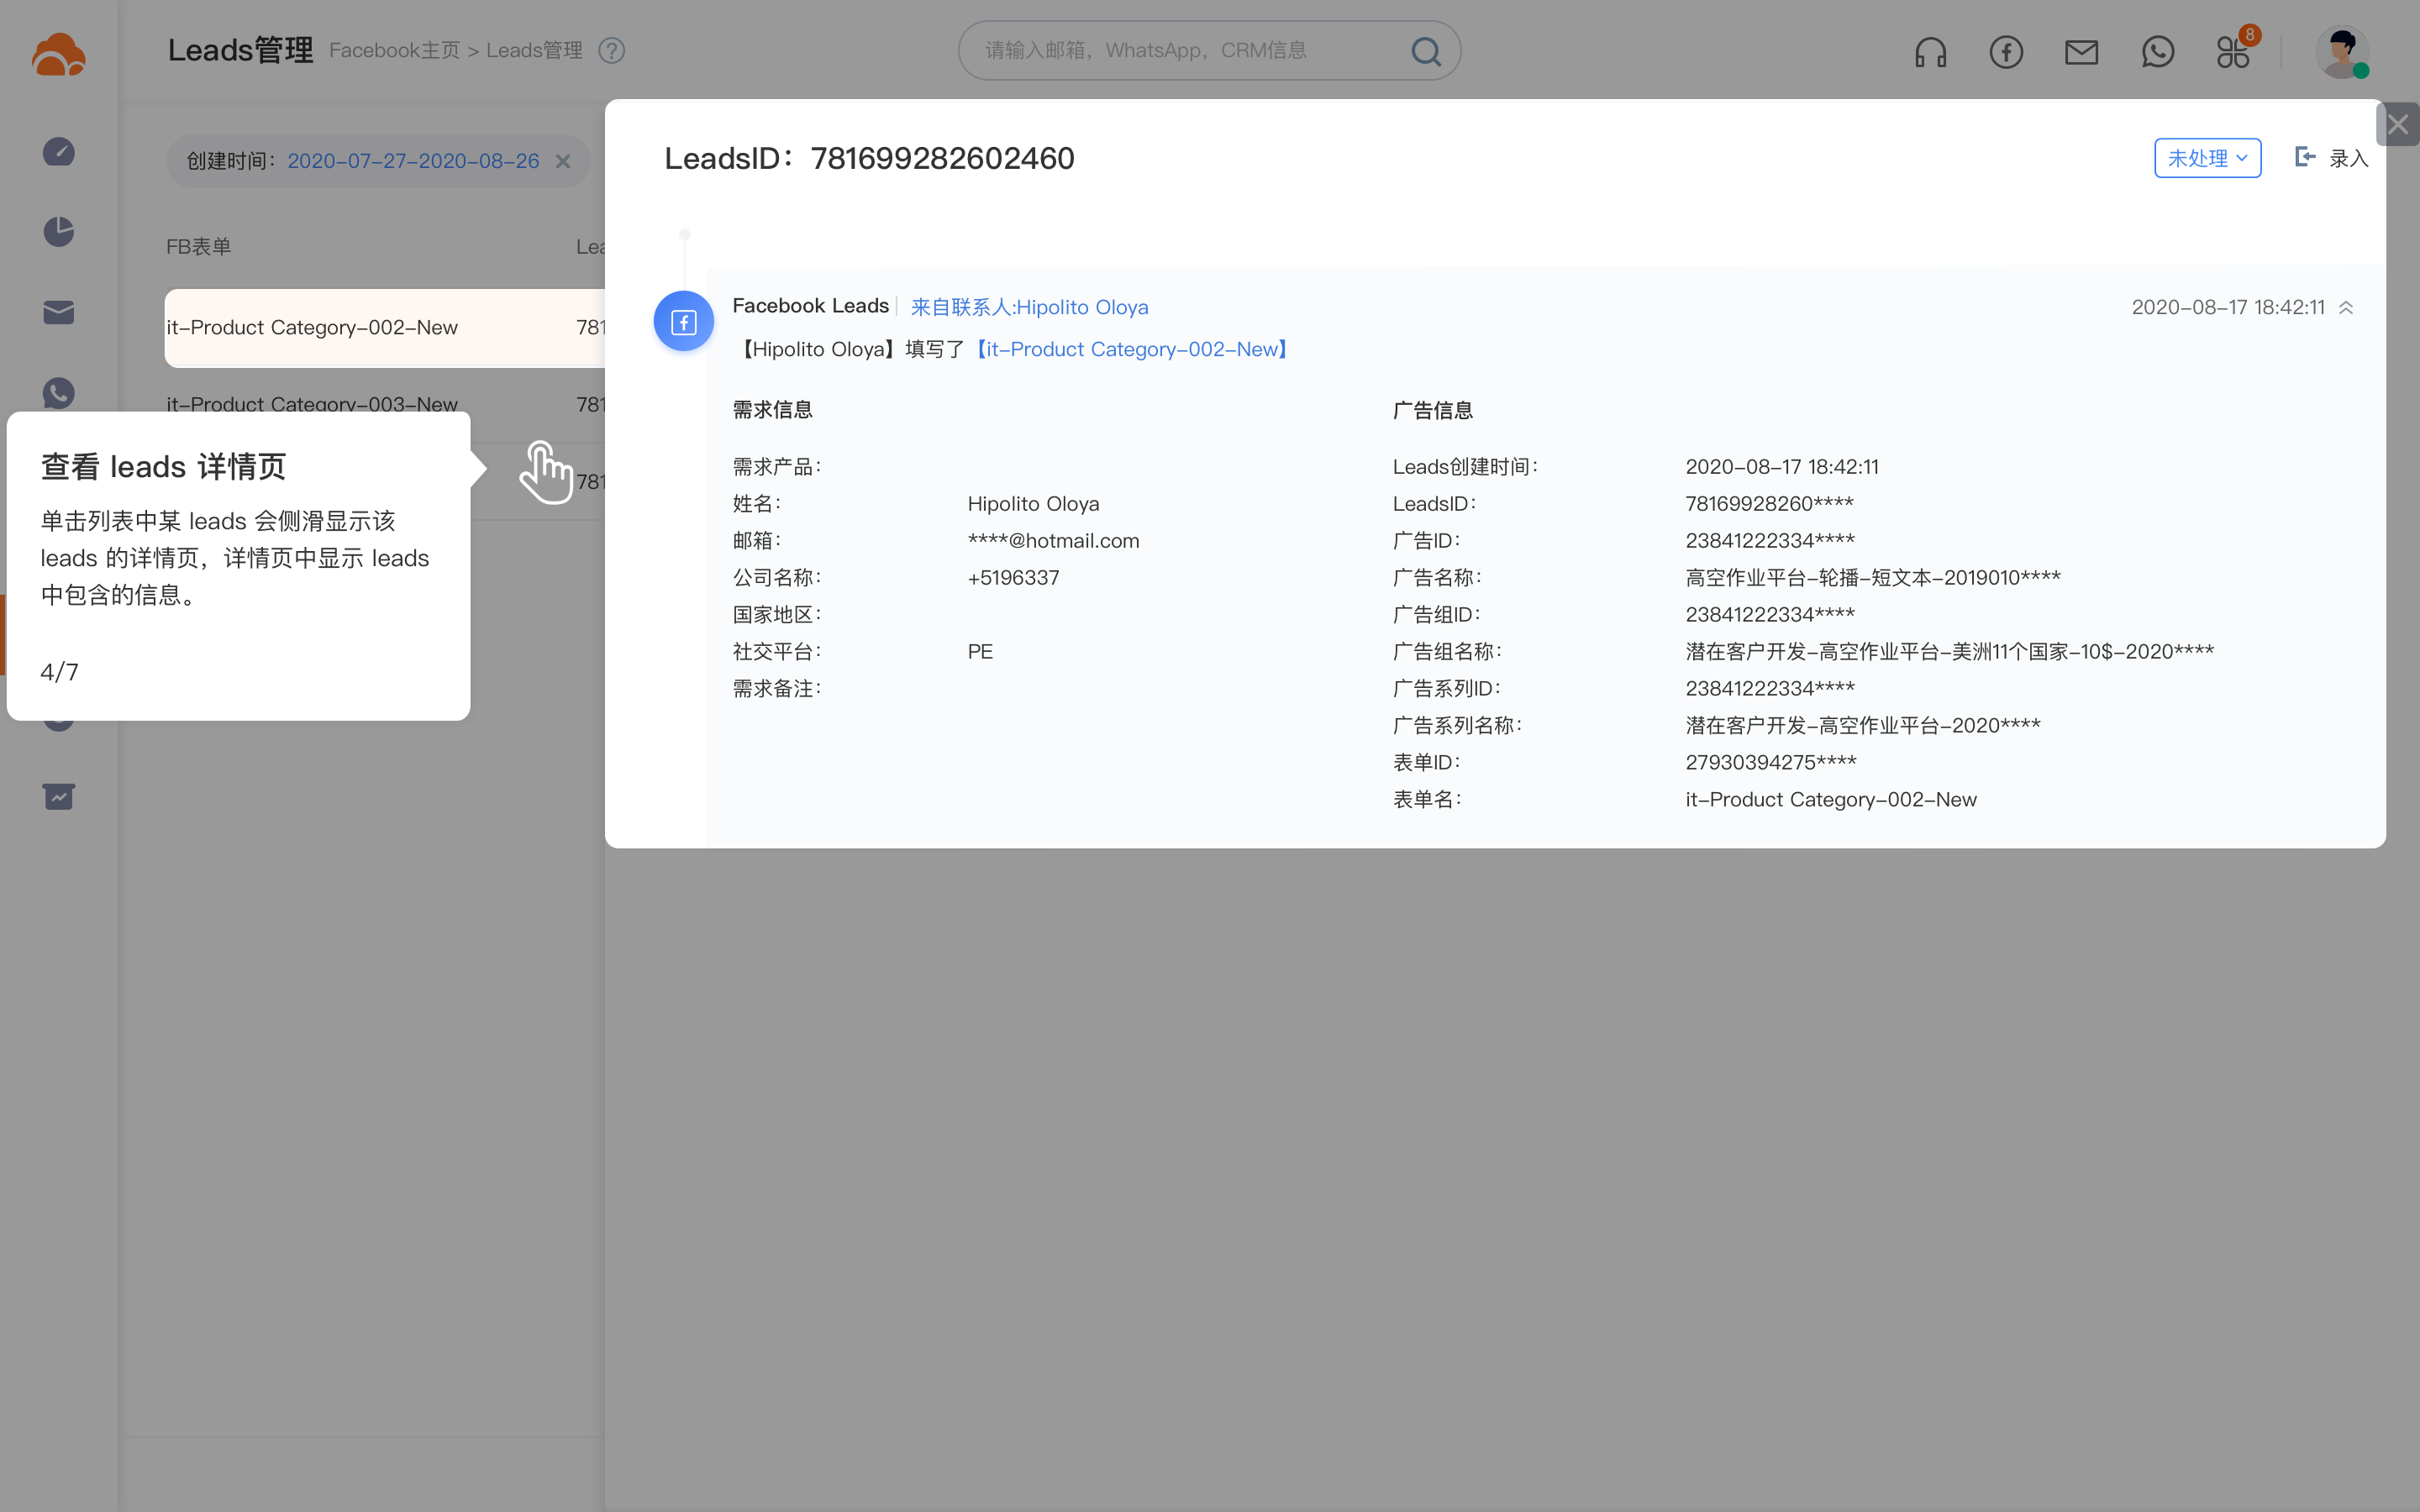 Leads管理 Facebook主页 > Leads管理 ?
请输入邮箱，WhatsApp，CRM信息
8
创建时间：2020-07-27-2020-08-26
FB表单 Lea
it-Product Category-002-New 781
it-Product Category-003-New 781
781
查看 leads 详情页
单击列表中某 leads 会侧滑显示该
leads 的详情页，详情页中显示 leads
中包含的信息。
4/7
LeadsID：781699282602460
未处理
录入
Facebook Leads 来自联系人:Hipolito Oloya
2020-08-17 18:42:11
【Hipolito Oloya】填写了【it-Product Category-002-New】
需求信息
需求产品：
姓名： Hipolito Oloya
邮箱： ****@hotmail.com
公司名称： +5196337
国家地区：
社交平台： PE
需求备注：
广告信息
Leads创建时间： 2020-08-17 18:42:11
LeadsID： 78169928260****
广告ID： 23841222334****
广告名称： 高空作业平台-轮播-短文本-2019010****
广告组ID： 23841222334****
广告组名称： 潜在客户开发-高空作业平台-美洲11个国家-10$-2020****
广告系列ID： 23841222334****
广告系列名称： 潜在客户开发-高空作业平台-2020****
表单ID： 27930394275****
表单名： it-Product Category-002-New